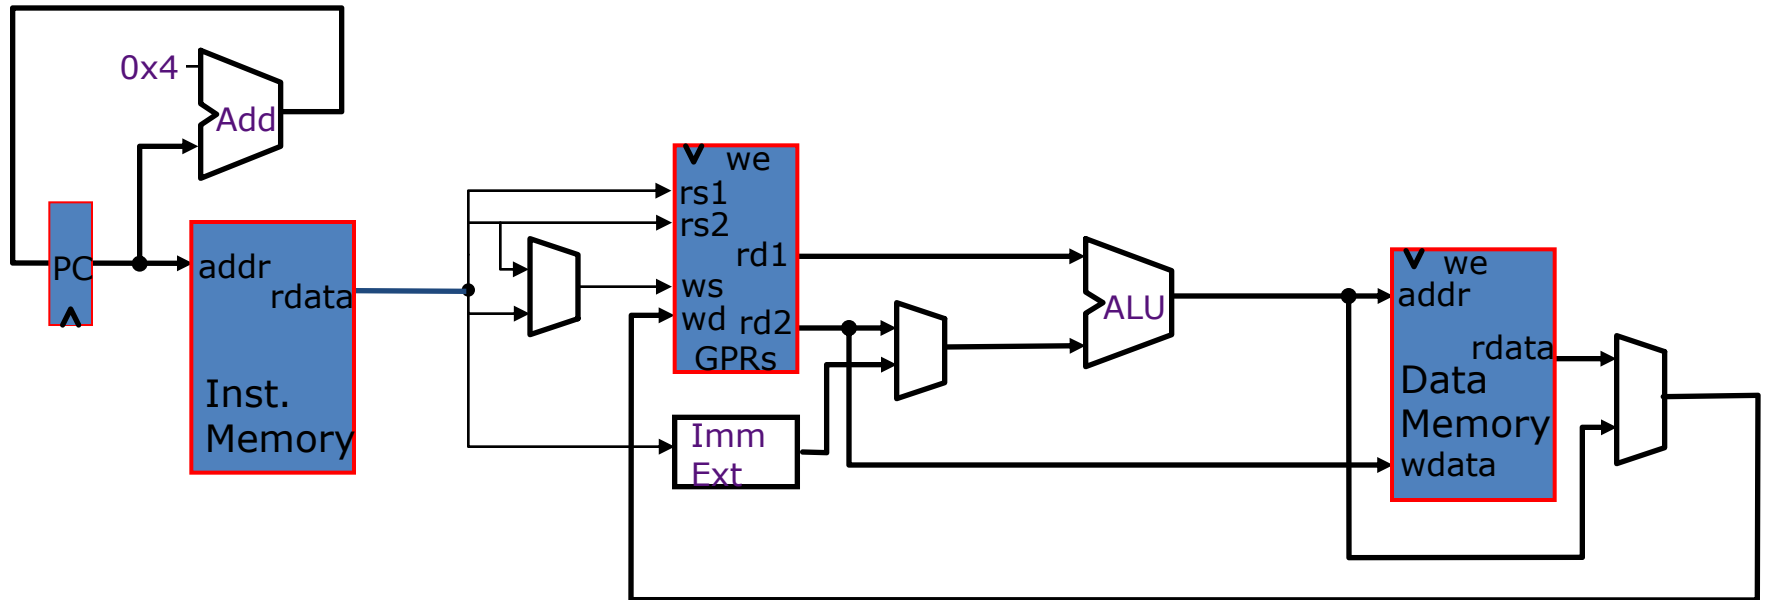 0x4
Add
PC
addr
rdata
Inst.
Memory
we
rs1
rs2
rd1
ws
wd
rd2
GPRs
Imm
Ext
ALU
we
addr
rdata
Data
Memory
wdata